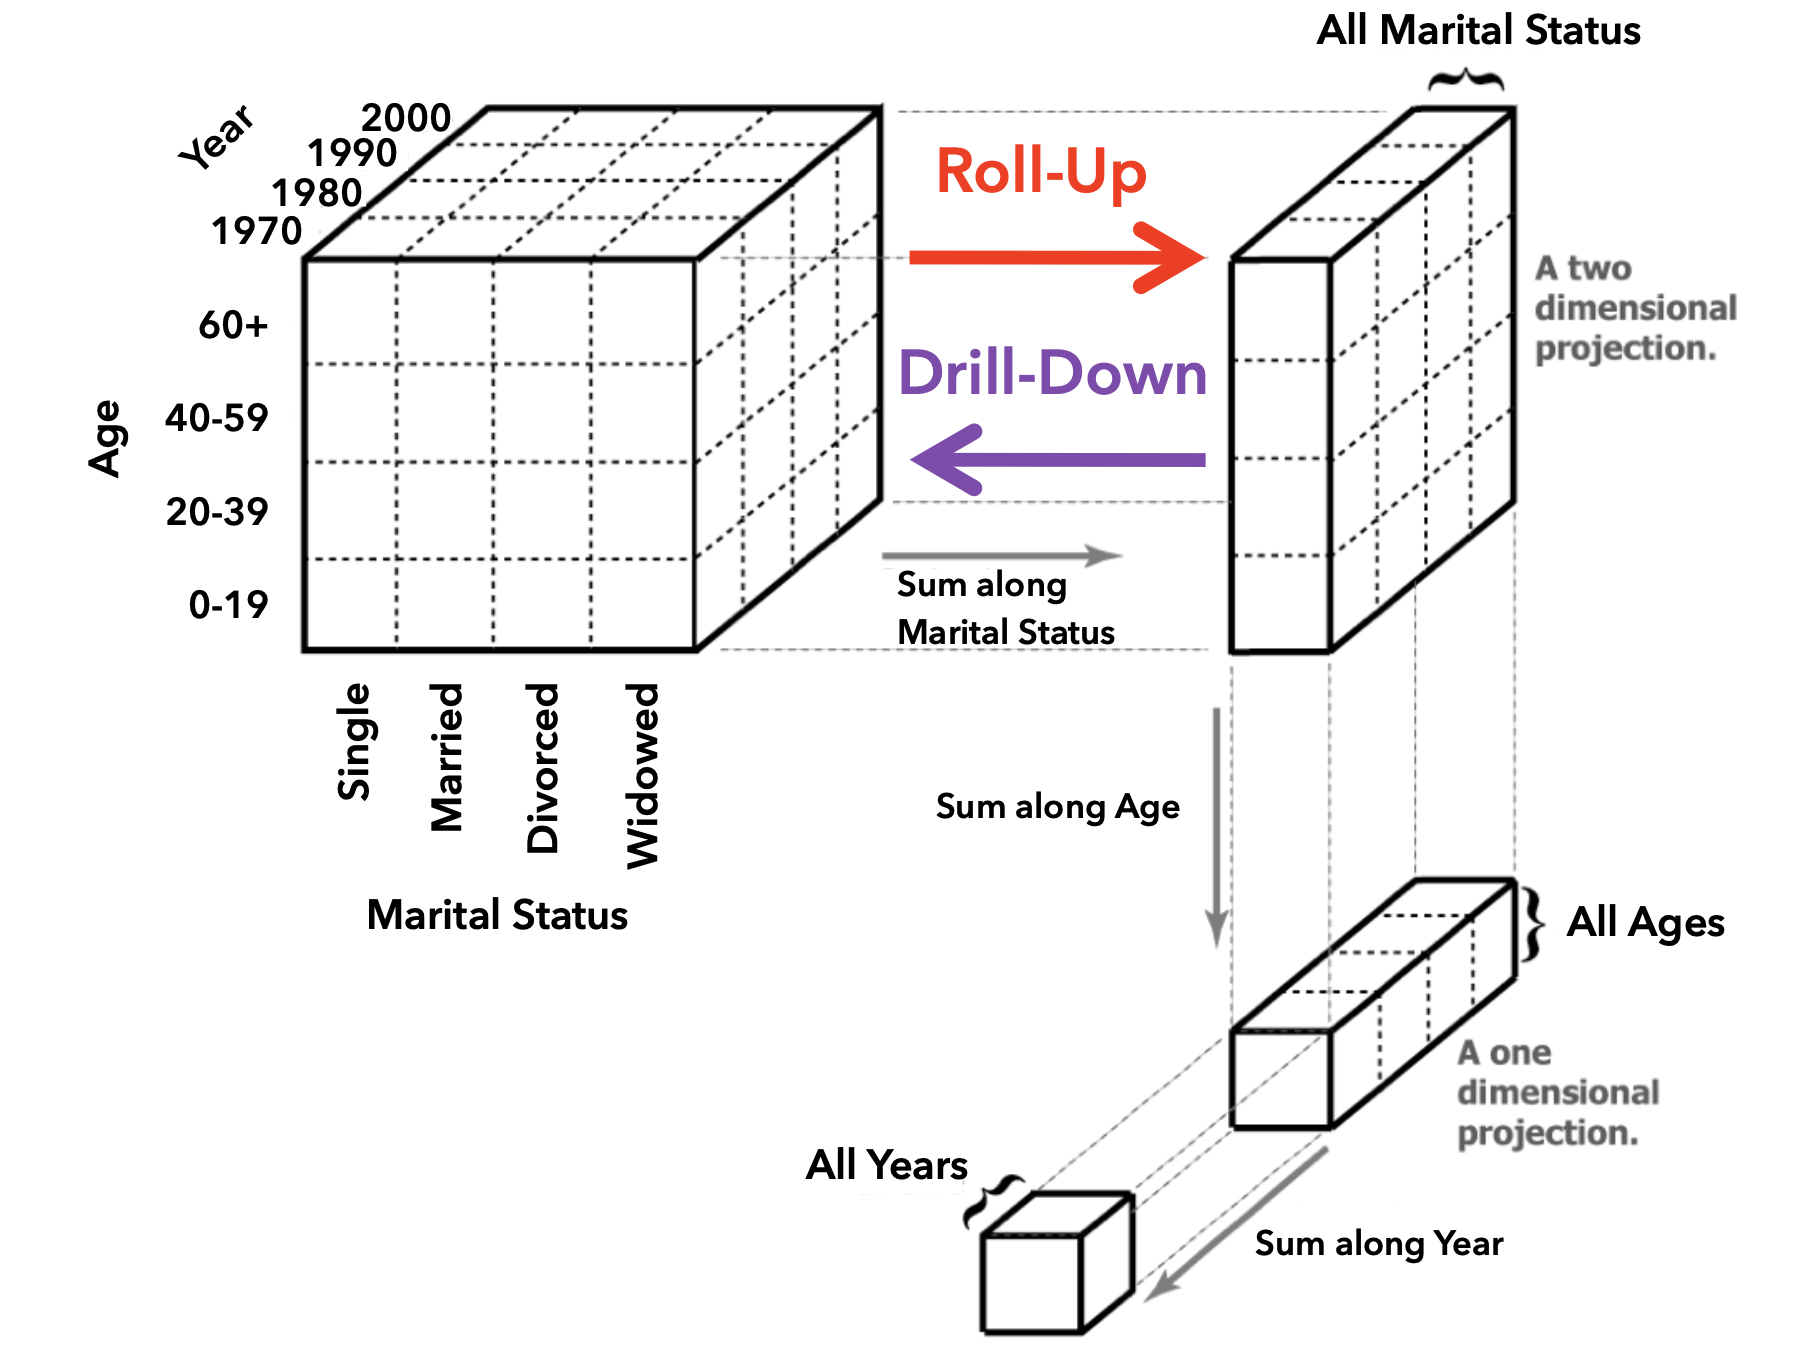 All Marital Status
Year
2000
1990
1980
1970
Roll-Up
Drill-Down
A two
dimensional
projection.
Age
60+
40-59
20-39
0-19
Sum along
Marital Status
Single
Married
Divorced
Widowed
Marital Status
Sum along Age
All Ages
A one
dimensional
projection.
All Years
Sum along Year